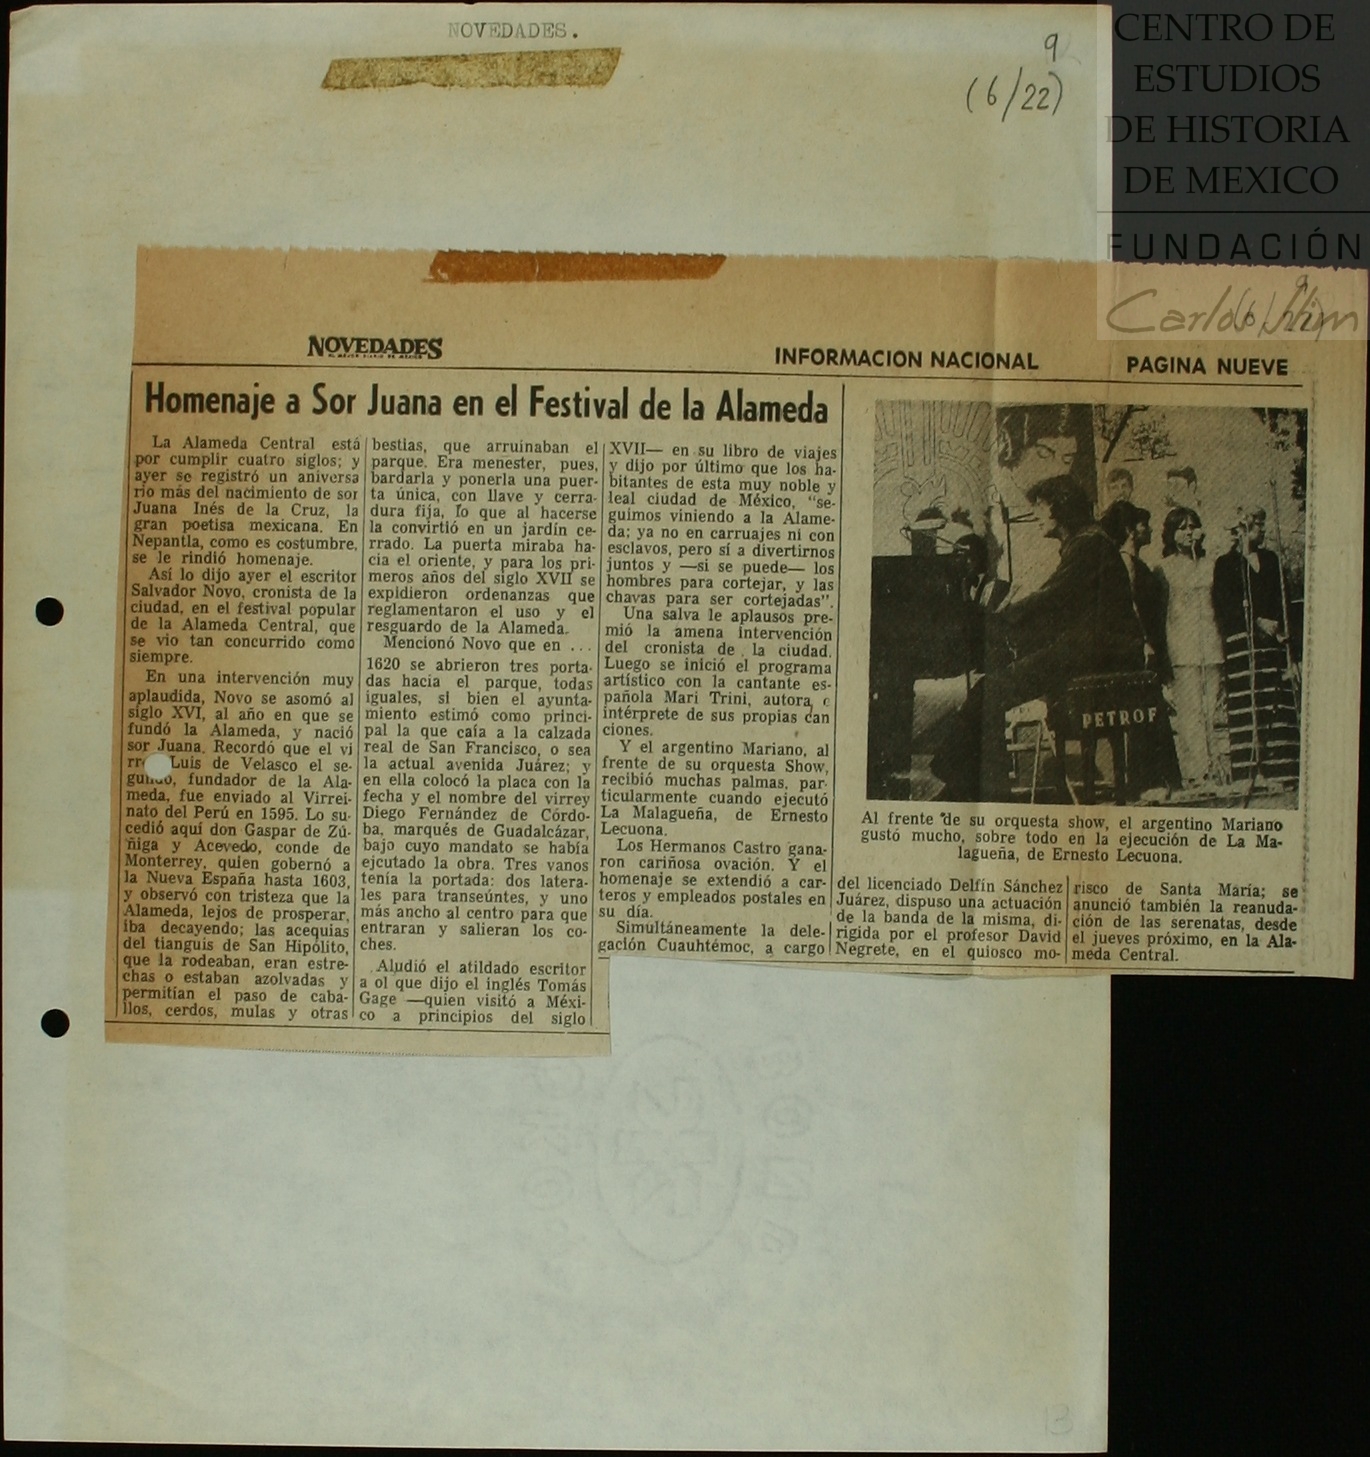 NOVEDADES.
9
(6/22)
CENTRO DE
ESTUDIOS
DE HISTORIA
DE MEXICO
FUNDACIÓN
Carlos Slim
NOVEDADES
INFORMACION NACIONAL
PAGINA NUEVE
Homenaje a Sor Juana en el Festival de la Alameda
La Alameda Central está
por cumplir cuatro siglos; y
ayer se registró un aniversa
rio más del nacimiento de sor
Juana Inés de la Cruz, la
gran poetisa mexicana. En
Nepantla, como es costumbre,
se le rindió homenaje.
Así lo dijo ayer el escritor
Salvador Novo, cronista de la
ciudad, en el festival popular
de la Alameda Central, que
se vio tan concurrido como
siempre.
En una intervención muy
aplaudida, Novo se asomó al
siglo XVI, al año en que se
fundó la Alameda, y nació
sor Juana. Recordó que el vi
Luis de Velasco el se-
fundador de la Ala-
meda, fue enviado al Virrei-
nato del Perú en 1595. Lo su-
cedió aquí don Gaspar de Zú-
ñiga y Acevedo, conde de
Monterrey, quien gobernó a
la Nueva España hasta 1603,
y observó con tristeza que la
Alameda, lejos de prosperar,
iba decayendo; las acequias
del tianguis de San Hipólito,
que la rodeaban, eran estre-
chas o estaban azolvadas y
permitían el paso de caba-
llos, cerdos, mulas y otras
bestias, que arruinaban el
parque. Era menester, pues,
bardarla y ponerla una puer-
ta única, con llave y cerra-
dura fija, lo que al hacerse
la convirtió en un jardín ce-
rrado. La puerta miraba ha-
cia el oriente, y para los pri-
meros años del siglo XVII se
expidieron ordenanzas que
reglamentaron el uso y el
resguardo de la Alameda.
Mencionó Novo que en ...
1620 se abrieron tres porta-
das hacia el parque, todas
iguales, si bien el ayunta-
miento estimó como princi-
pal la que caía a la calzada
real de San Francisco, o sea
la actual avenida Juárez; y
en ella colocó la placa con la
fecha y el nombre del virrey
Diego Fernández de Córdo-
ba, marqués de Guadalcázar,
bajo cuyo mandato se había
ejecutado la obra. Tres vanos
tenía la portada: dos latera-
les para transeúntes, y uno
más ancho al centro para que
entraran y salieran los co-
ches.
Aludió el atildado escritor
a ol que dijo el inglés Tomás
Gage —quien visitó a Méxi-
co a principios del siglo
XVII— en su libro de viajes
y dijo por último que los ha-
bitantes de esta muy noble y
leal ciudad de México, "se-
guimos viniendo a la Alame-
da; ya no en carruajes ni con
esclavos, pero sí a divertirnos
juntos y —si se puede— los
hombres para cortejar, y las
chavas para ser cortejadas".
Una salva le aplausos pre-
mió la amena intervención
del cronista de la ciudad.
Luego se inició el programa
artístico con la cantante es-
pañola Mari Trini, autora e
intérprete de sus propias can
ciones.
Y el argentino Mariano, al
frente de su orquesta Show,
recibió muchas palmas, par-
ticularmente cuando ejecutó
La Malagueña, de Ernesto
Lecuona.
Los Hermanos Castro gana-
ron cariñosa ovación. Y el
homenaje se extendió a car-
teros y empleados postales en
su día.
Simultáneamente la dele-
gación Cuauhtémoc, a cargo
PETROF
Al frente de su orquesta show, el argentino Mariano
gustó mucho, sobre todo en la ejecución de La Ma-
lagueña, de Ernesto Lecuona.
del licenciado Delfín Sánchez
Juárez, dispuso una actuación
de la banda de la misma, di-
rigida por el profesor David
Negrete, en el quiosco mo-
risco de Santa María; se
anunció también la reanuda-
ción de las serenatas, desde
el jueves próximo, en la Ala-
meda Central.